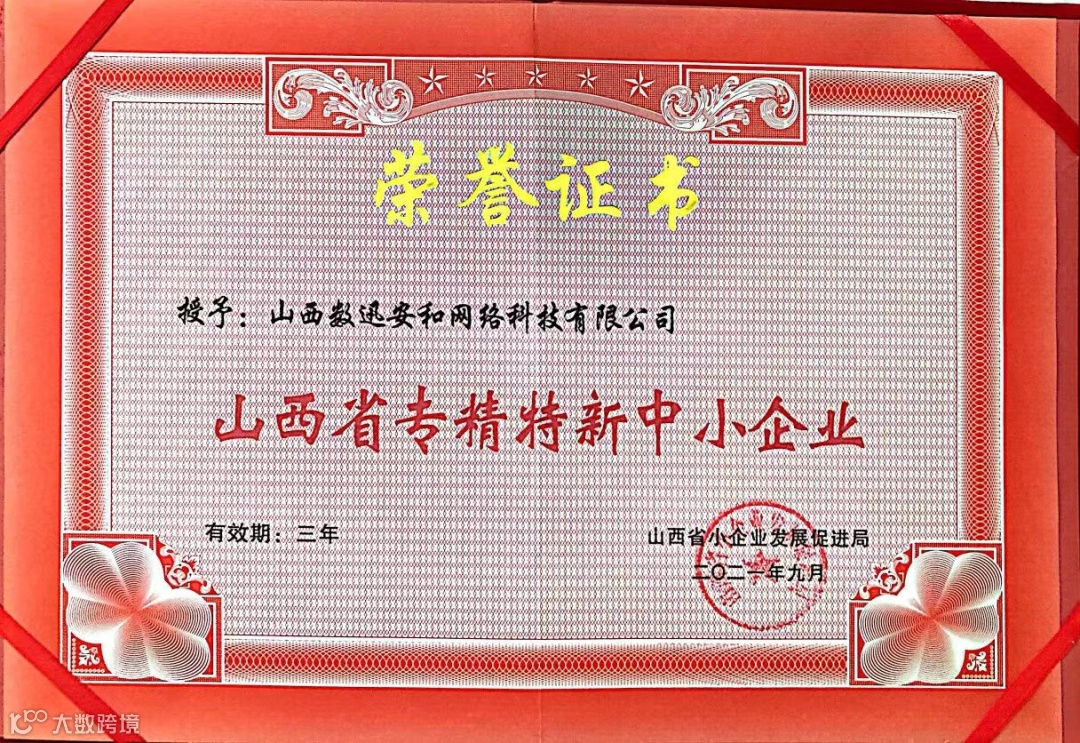 荣誉证书
授予：山西数迅安和网络科技有限公司
山西省专精特新中小企业
有效期：三年
山西省小企业发展促进局
二〇二一年九月
大数跨境